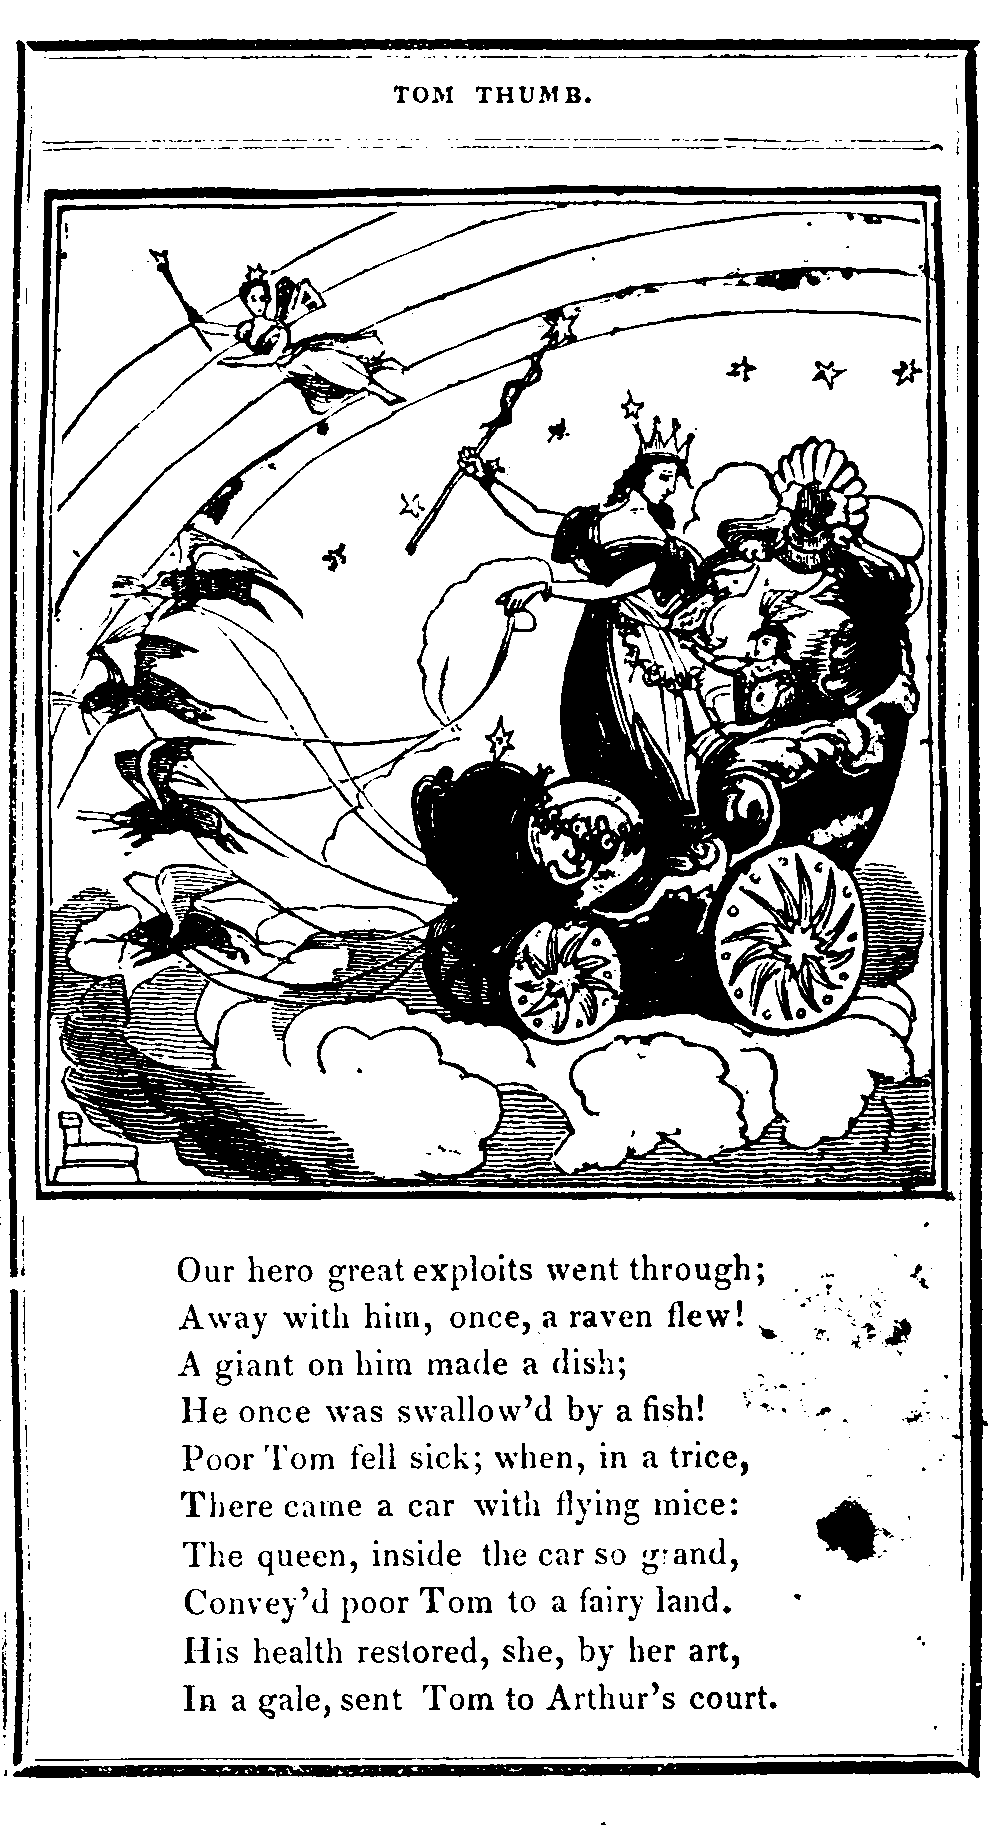 TOM THUMB.
Our hero great exploits went through;
Away with him, once, a raven flew!
A giant on him made a dish;
He once was swallow'd by a fish!
Poor Tom fell sick; when, in a trice,
There came a car with flying mice:
The queen, inside the car so grand,
Convey'd poor Tom to a fairy land.
His health restored, she, by her art,
In a gale, sent Tom to Arthur's court.